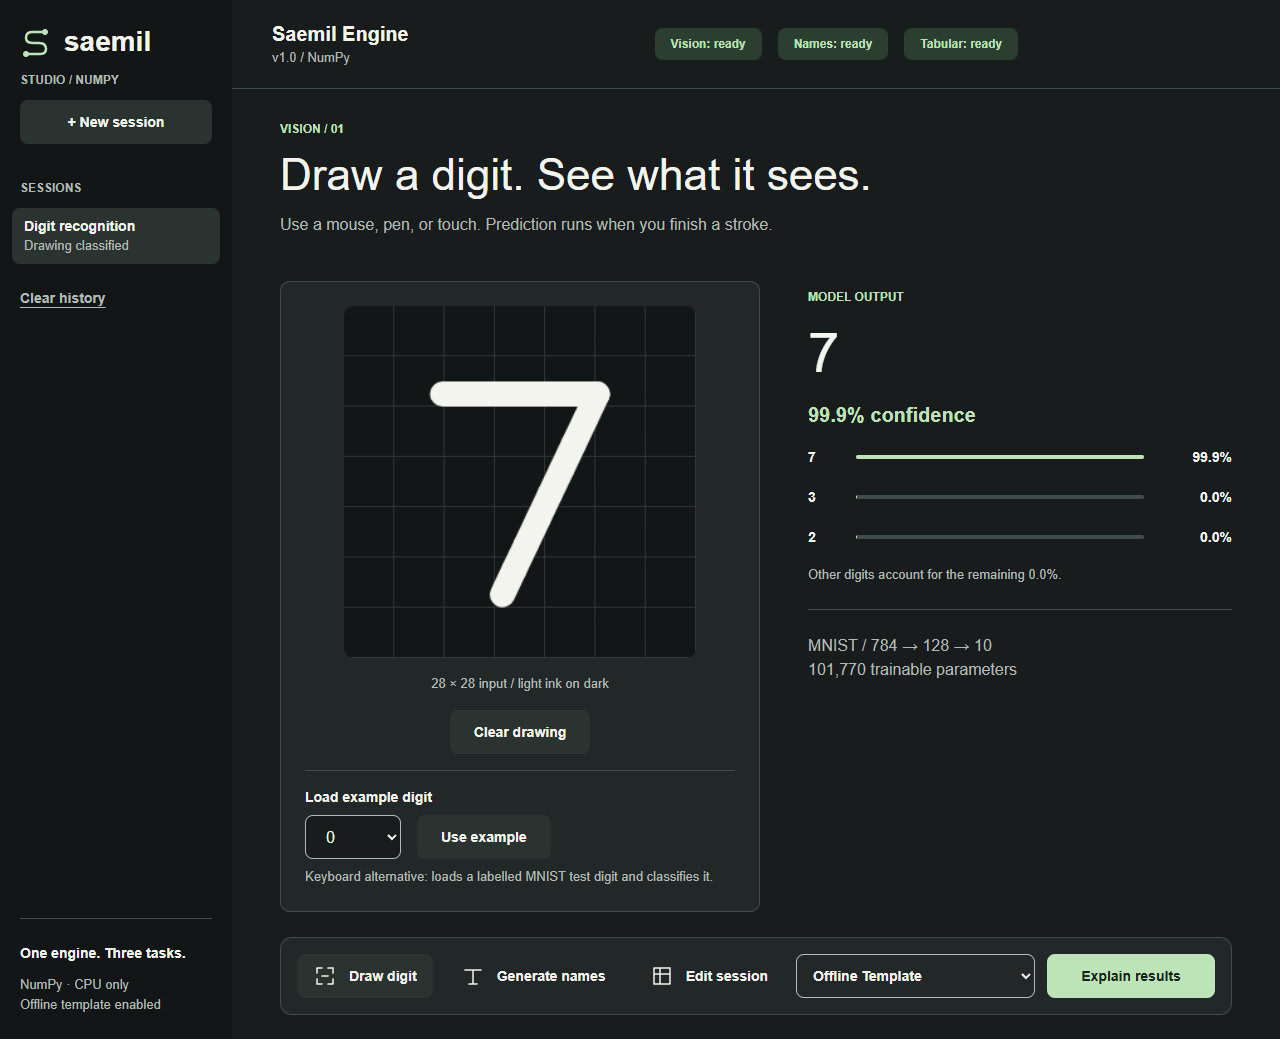 saemil
STUDIO / NUMPY
+ New session
SESSIONS
Digit recognition
Drawing classified
Clear history
One engine. Three tasks.
NumPy · CPU only
Offline template enabled
Saemil Engine
v1.0 / NumPy
Vision: ready
Names: ready
Tabular: ready
VISION / 01
Draw a digit. See what it sees.
Use a mouse, pen, or touch. Prediction runs when you finish a stroke.
7
28 × 28 input / light ink on dark
Clear drawing
Load example digit
0
Use example
Keyboard alternative: loads a labelled MNIST test digit and classifies it.
MODEL OUTPUT
7
99.9% confidence
7 99.9%
3 0.0%
2 0.0%
Other digits account for the remaining 0.0%.
MNIST / 784 → 128 → 10
101,770 trainable parameters
Draw digit
Generate names
Edit session
Offline Template
Explain results